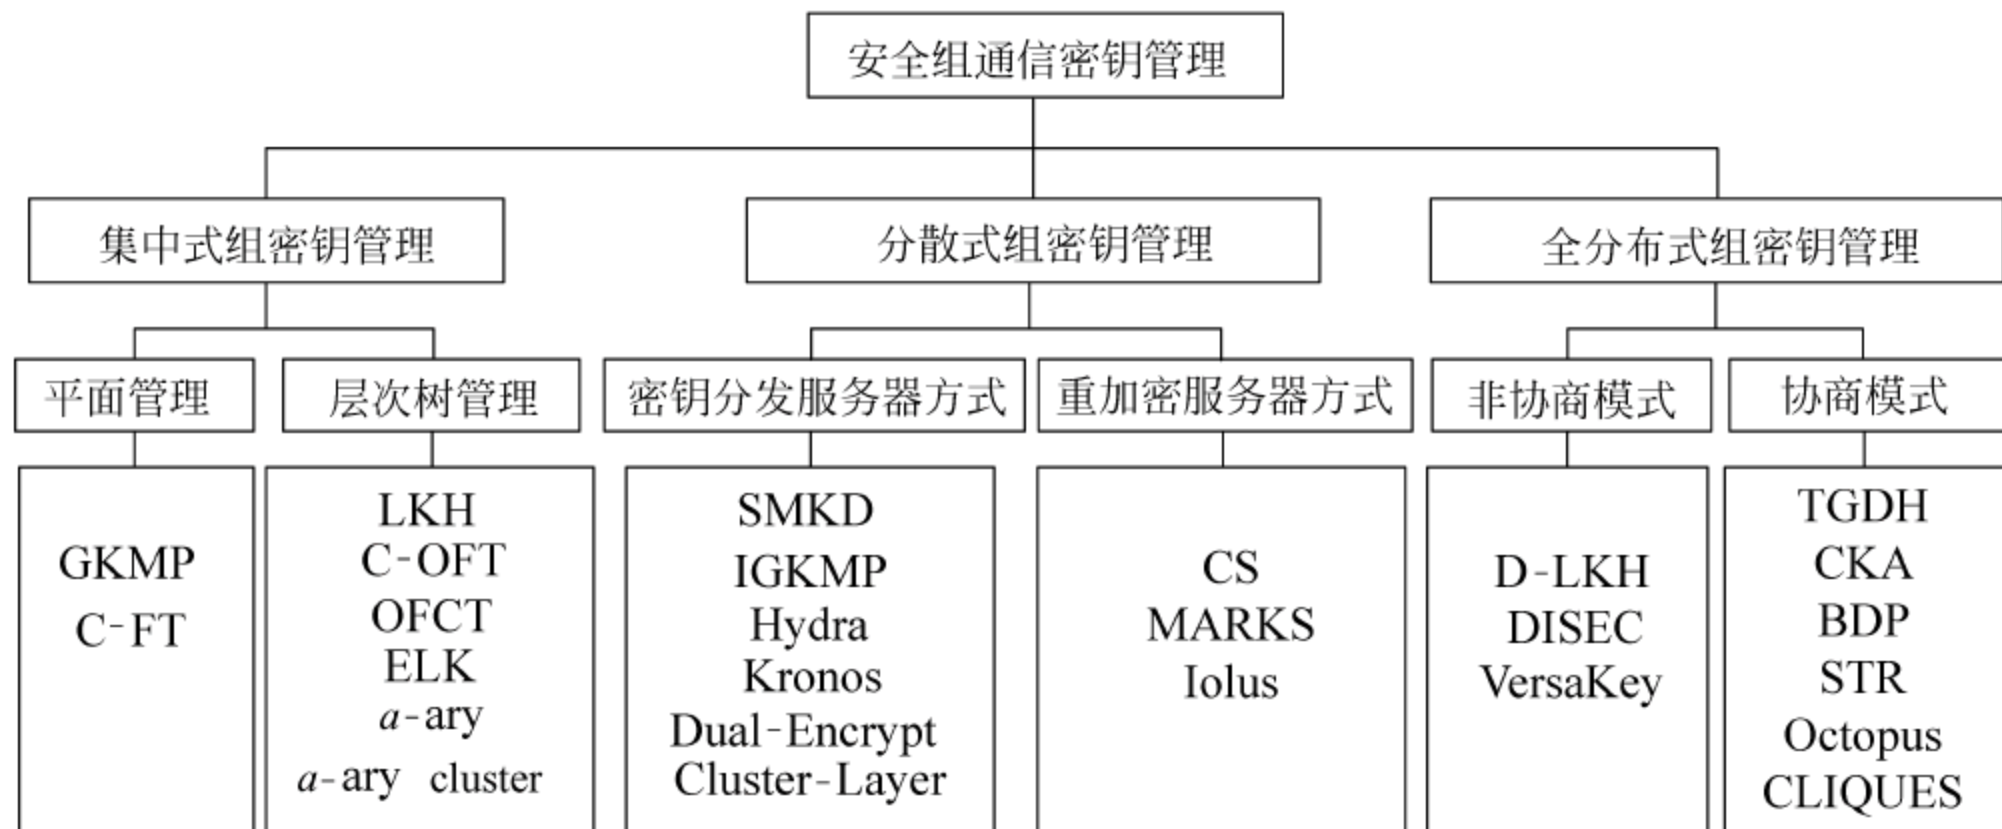 安全组通信密钥管理
集中式组密钥管理
分散式组密钥管理
全分布式组密钥管理
平面管理
层次树管理
密钥分发服务器方式
重加密服务器方式
非协商模式
协商模式
GKMP
C-FT
LKH
C-OFT
OFCT
ELK
a-ary
a-ary cluster
SMKD
IGKMP
Hydra
Kronos
Dual-Encrypt
Cluster-Layer
CS
MARKS
Iolus
D-LKH
DISEC
VersaKey
TGDH
CKA
BDP
STR
Octopus
CLIQUES